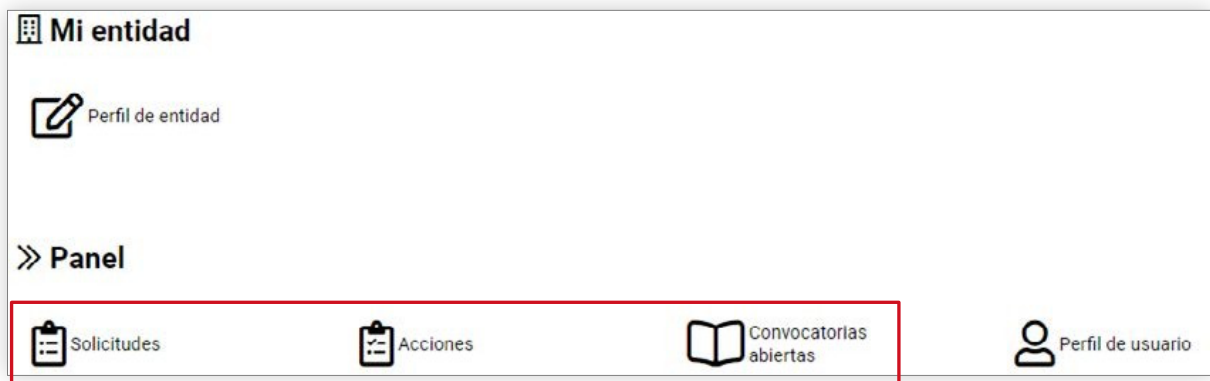 Mi entidad
Perfil de entidad
Panel
Solicitudes
Acciones
Convocatorias
abiertas
Perfil de usuario